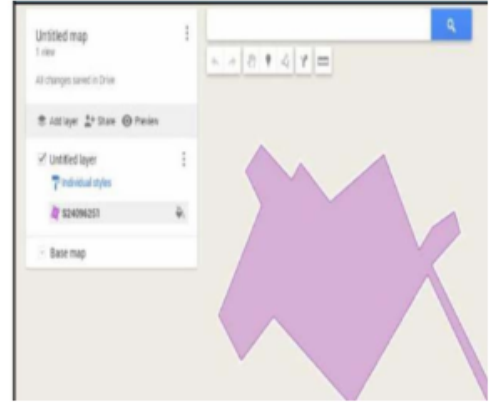 Untitled map
1 view
All changes saved in Drive
Add layer Share Preview
Untitled layer
Individual styles
S24096251
Base map